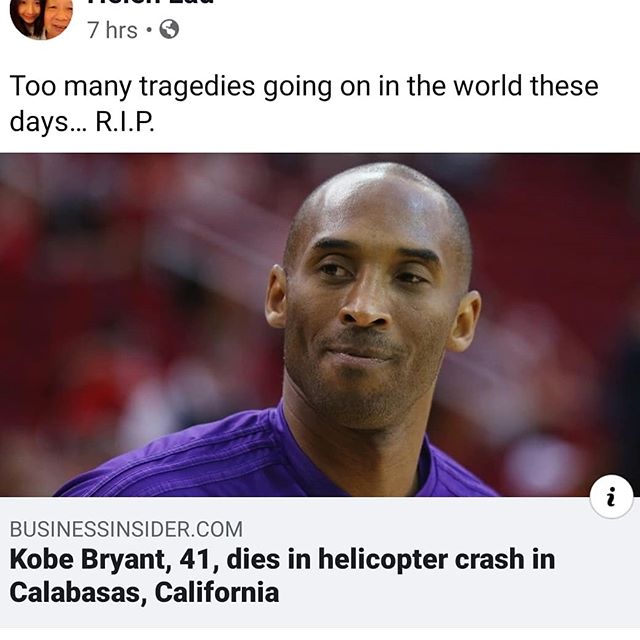 7 hrs •
Too many tragedies going on in the world these
days... R.I.P.
BUSINESSINSIDER.COM
Kobe Bryant, 41, dies in helicopter crash in
Calabasas, California